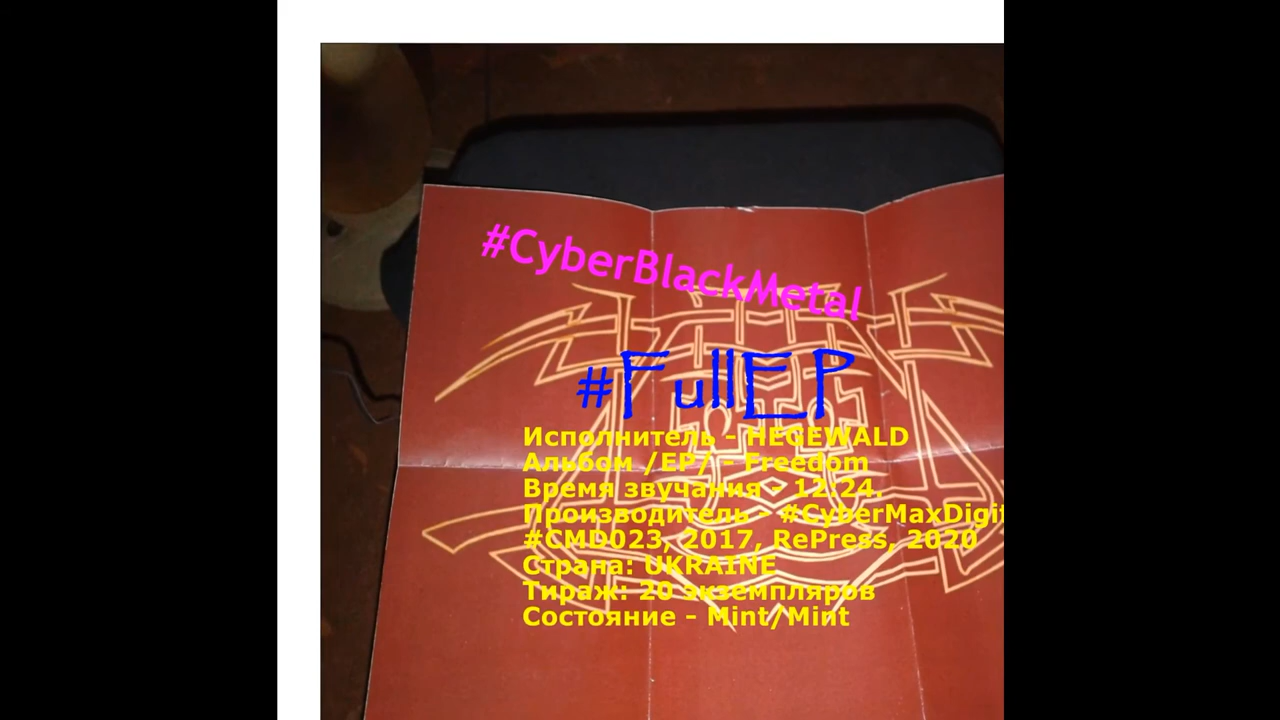 #CyberBlackMetal
#FullEP
Исполнитель - HEGEWALD
Альбом /EP/ - Freedom
Время звучания - 12:24.
Производитель - #CyberMaxDigit
#CMD023, 2017, RePress, 2020
Страна: UKRAINE
Тираж: 20 экземпляров
Состояние - Mint/Mint